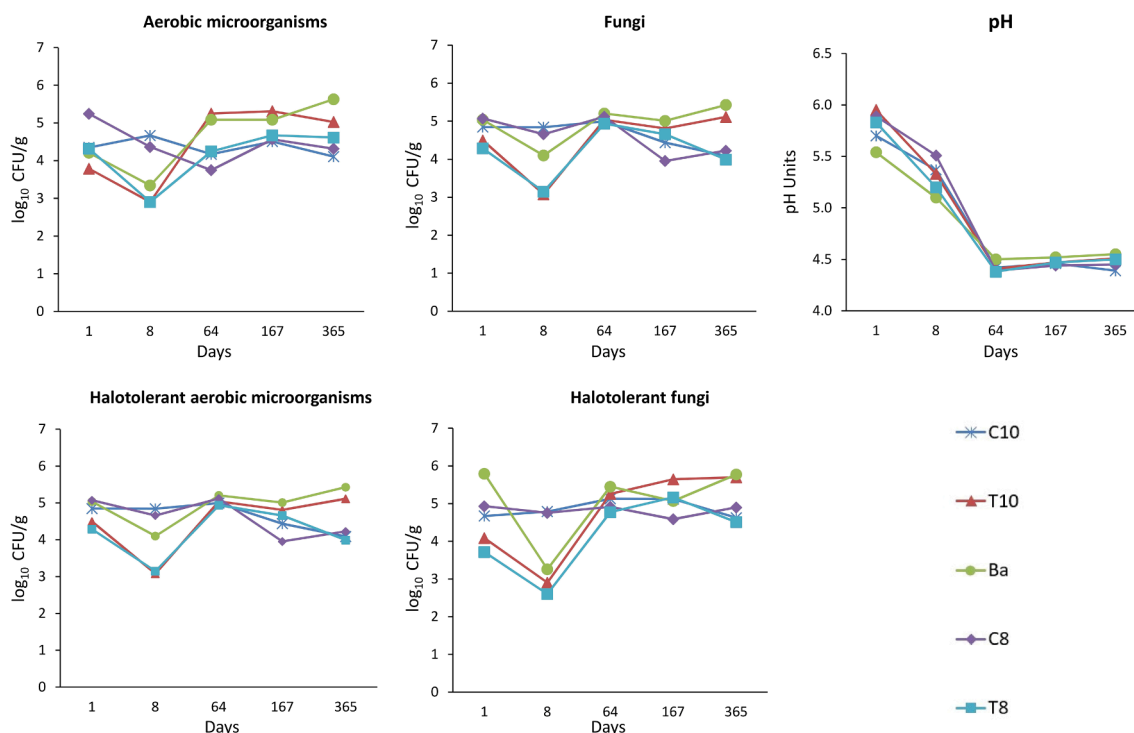 Aerobic microorganisms
7
6
5
4
3
2
1
0
log10 CFU/g
1 8 64 167 365
Days
Fungi
7
6
5
4
3
2
1
0
log10 CFU/g
1 8 64 167 365
Days
pH
6.5
6.0
5.5
5.0
4.5
4.0
pH Units
1 8 64 167 365
Days
Halotolerant aerobic microorganisms
7
6
5
4
3
2
1
0
log10 CFU/g
1 8 64 167 365
Days
Halotolerant fungi
7
6
5
4
3
2
1
0
log10 CFU/g
1 8 64 167 365
Days
C10
T10
Ba
C8
T8